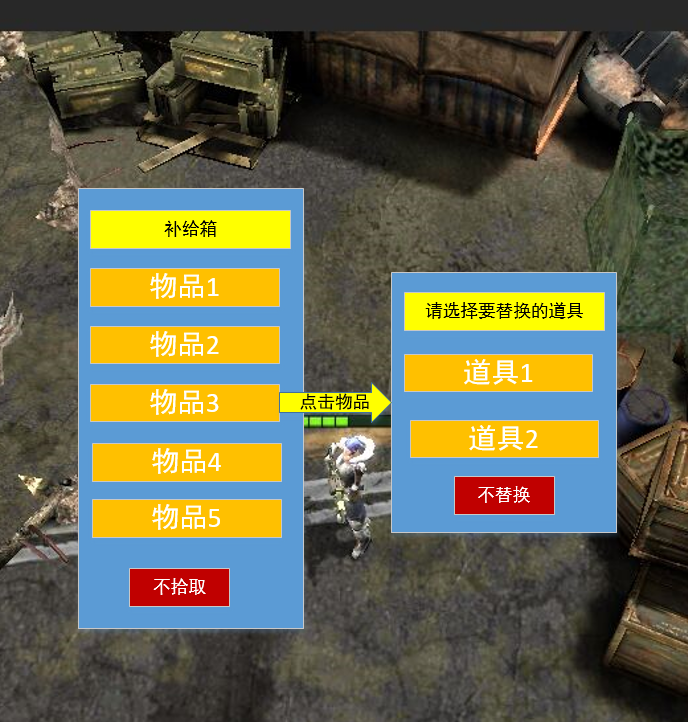 补给箱
物品1
物品2
物品3
物品4
物品5
不拾取
点击物品
请选择要替换的道具
道具1
道具2
不替换